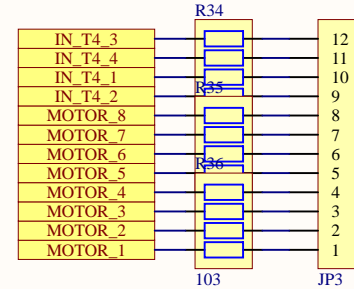 R34
IN_T4_3 12
IN_T4_4 11
IN_T4_1 10
R35
IN_T4_2 9
MOTOR_8 8
MOTOR_7 7
MOTOR_6 6
R36
MOTOR_5 5
MOTOR_4 4
MOTOR_3 3
MOTOR_2 2
MOTOR_1 1
103 JP3